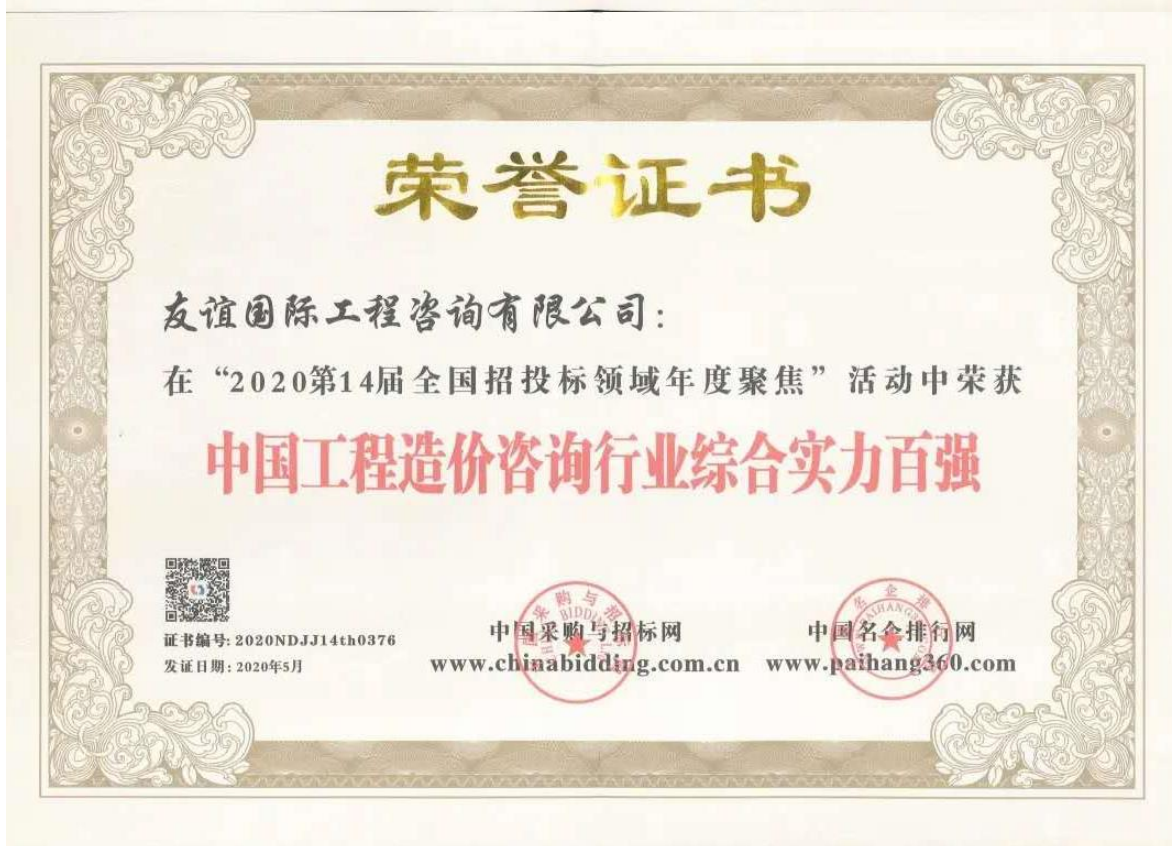 荣誉证书
友谊国际工程咨询有限公司：
在“2020第14届全国招投标领域年度聚焦”活动中荣获
中国工程造价咨询行业综合实力百强
证书编号: 2020NDJJ14th0376
发证日期: 2020年5月
中国采购与招标网
www.chinabidding.com.cn
中国名企排行网
www.paihang360.com